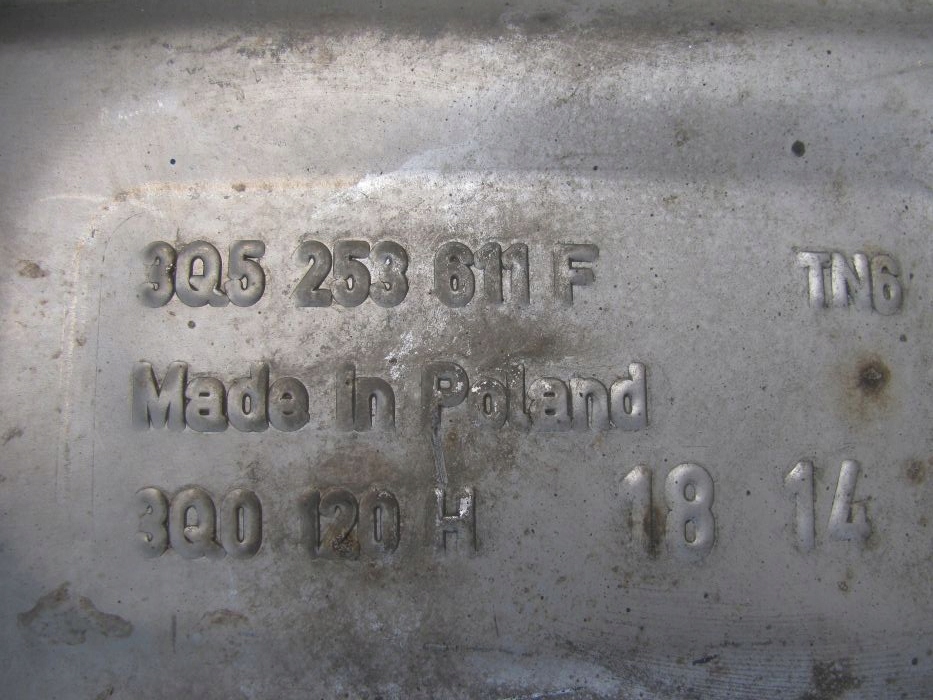 3Q5 253 611 F TN6
Made in Poland
3Q0 120 H 18 14